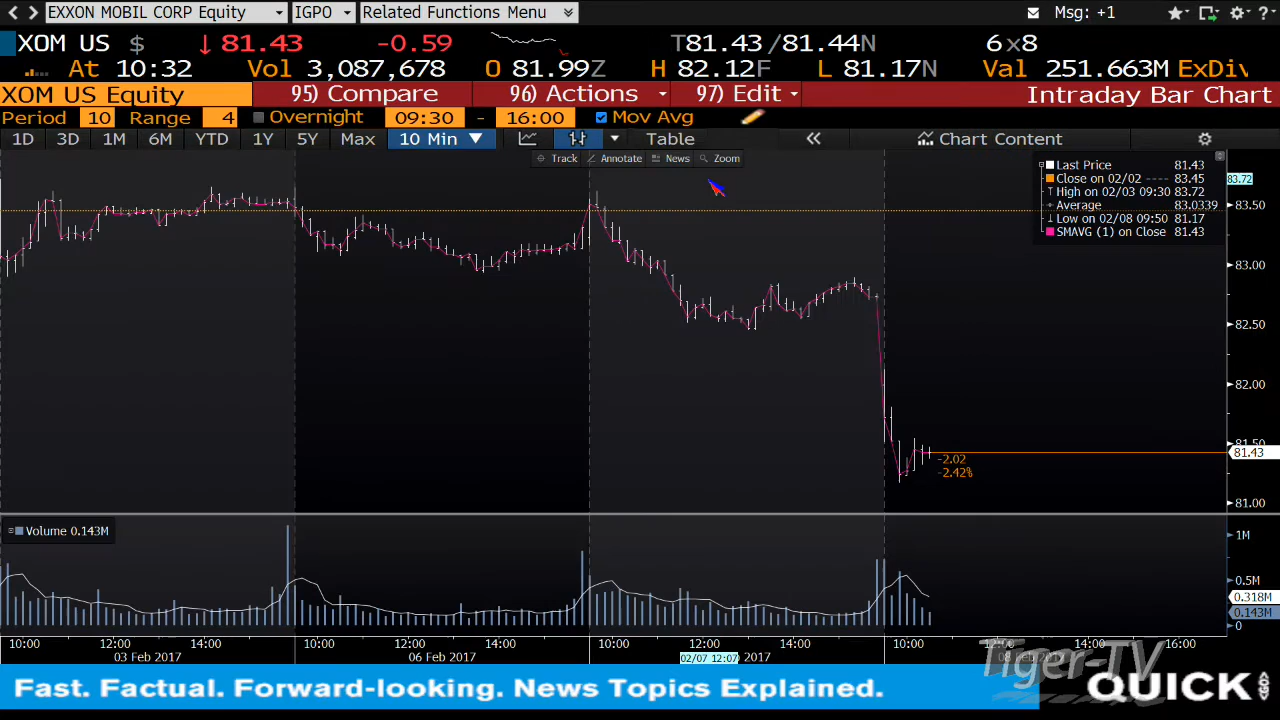 EXXON MOBIL CORP Equity IGPO Related Functions Menu Msg: +1
XOM US $ ↓ 81.43 -0.59 T81.43 /81.44N 6x8
At 10:32 Vol 3,087,678 O 81.99Z H 82.12F L 81.17N Val 251.663M ExDiv
XOM US Equity 95) Compare 96) Actions 97) Edit Intraday Bar Chart
Period 10 Range 4 Overnight 09:30 - 16:00 Mov Avg
1D 3D 1M 6M YTD 1Y 5Y Max 10 Min ▼ Table « Chart Content
Track Annotate News Zoom
Last Price 81.43
Close on 02/02 ---- 83.45
High on 02/03 09:30 83.72
Average 83.0339
Low on 02/08 09:50 81.17
SMAVG (1) on Close 81.43
83.72
83.50
83.00
82.50
82.00
81.50
81.43
81.00
-2.02
-2.42%
Volume 0.143M
1M
0.5M
0.318M
0.143M
0
10:00 12:00 14:00 10:00 12:00 14:00 10:00 12:00 14:00 10:00 12:00 14:00 16:00
03 Feb 2017 06 Feb 2017 02/07 12:07 2017 08 Feb 2017
Tiger-TV
Fast. Factual. Forward-looking. News Topics Explained. QUICK